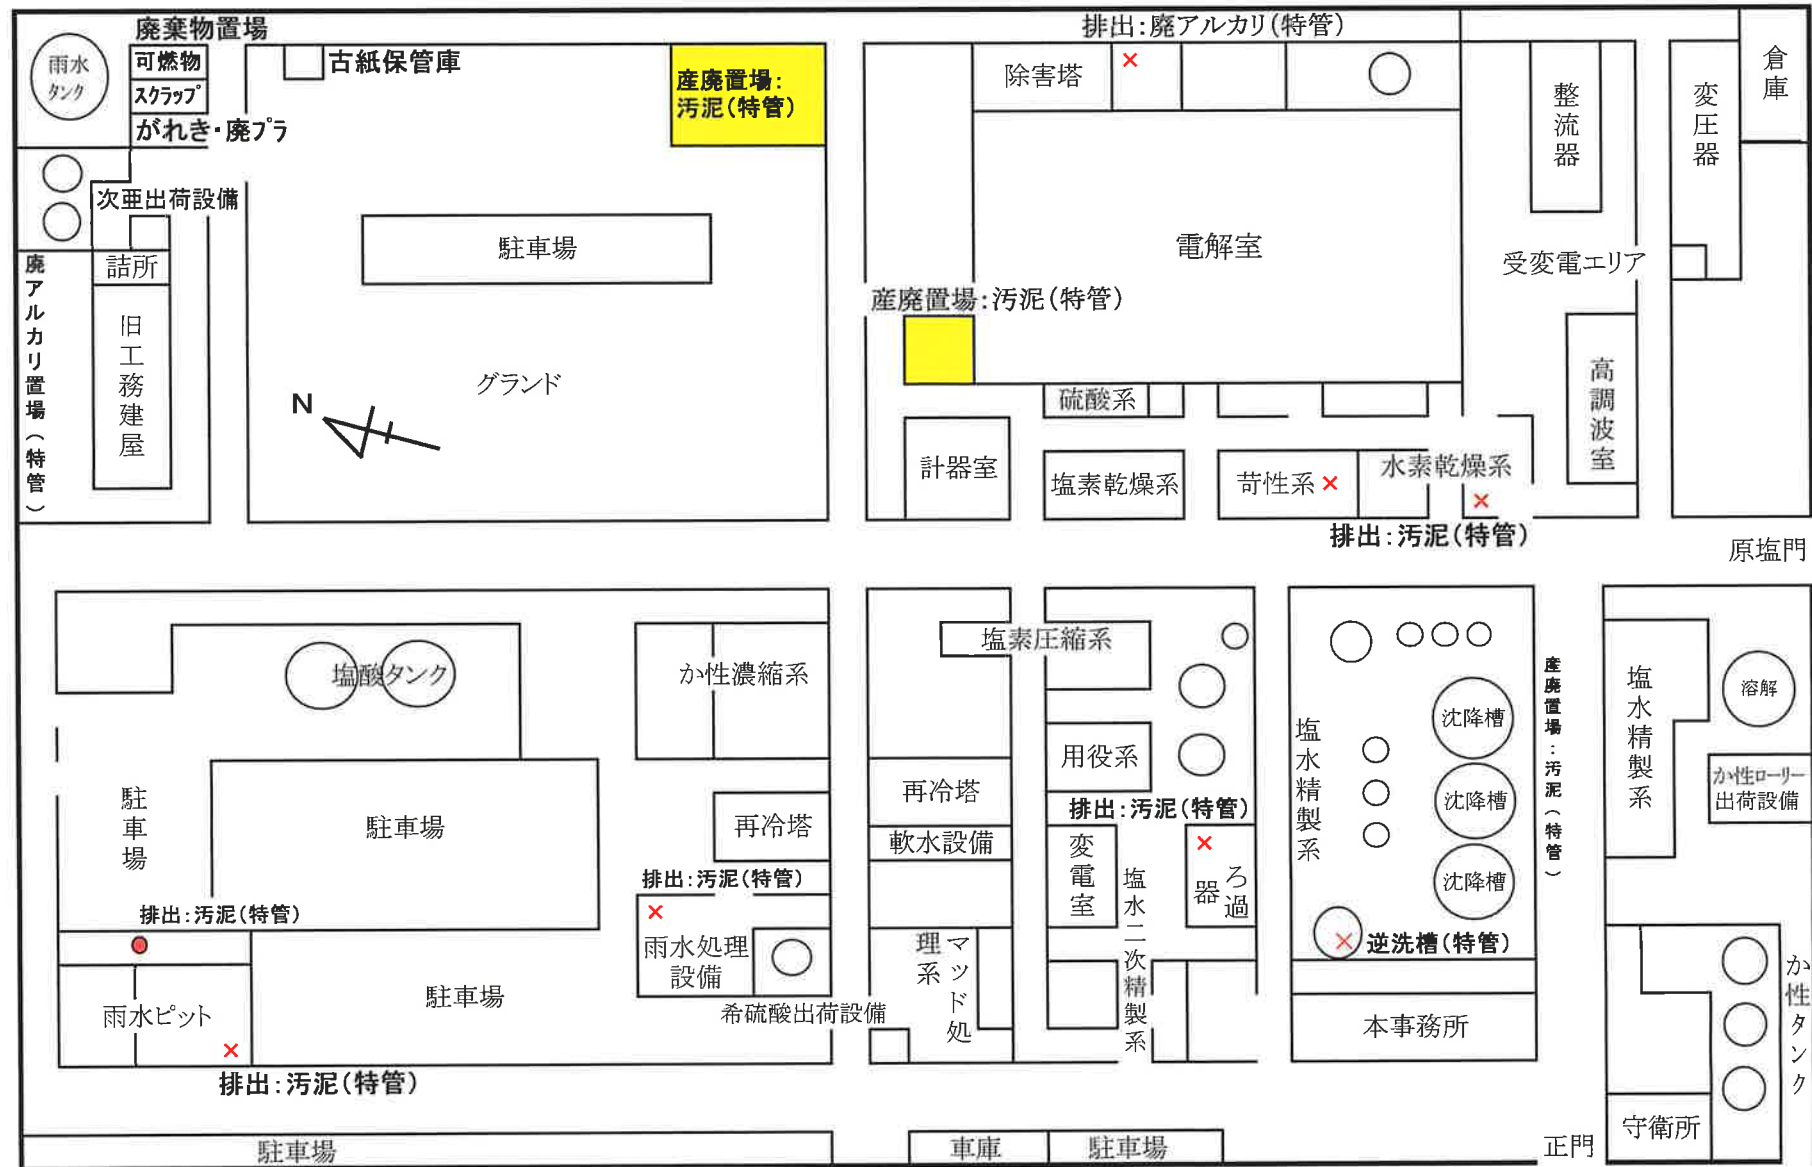 廃棄物置場
雨水
タンク
可燃物
スクラップ
がれき・廃プラ
古紙保管庫
産廃置場:
汚泥(特管)
排出:廃アルカリ(特管)
除害塔
×
整流器
変圧器
倉庫
次亜出荷設備
詰所
旧工務建屋
廃アルカリ置場(特管)
駐車場
グランド
N
電解室
受変電エリア
産廃置場:汚泥(特管)
硫酸系
高調波室
計器室
塩素乾燥系
苛性系
×
水素乾燥系
×
排出:汚泥(特管)
原塩門
塩酸タンク
か性濃縮系
塩素圧縮系
用役系
再冷塔
再冷塔
軟水設備
駐車場
駐車場
排出:汚泥(特管)
×
変電室
塩水二次精製系
ろ過
器
塩水精製系
沈降槽
沈降槽
沈降槽
産廃置場:汚泥(特管)
塩水精製系
溶解
か性ローリー
出荷設備
排出:汚泥(特管)
×
雨水処理
設備
排出:汚泥(特管)
雨水ピット
×
排出:汚泥(特管)
駐車場
希硫酸出荷設備
マッド処
理系
×
逆洗槽(特管)
本事務所
か性タンク
守衛所
正門
駐車場
車庫
駐車場